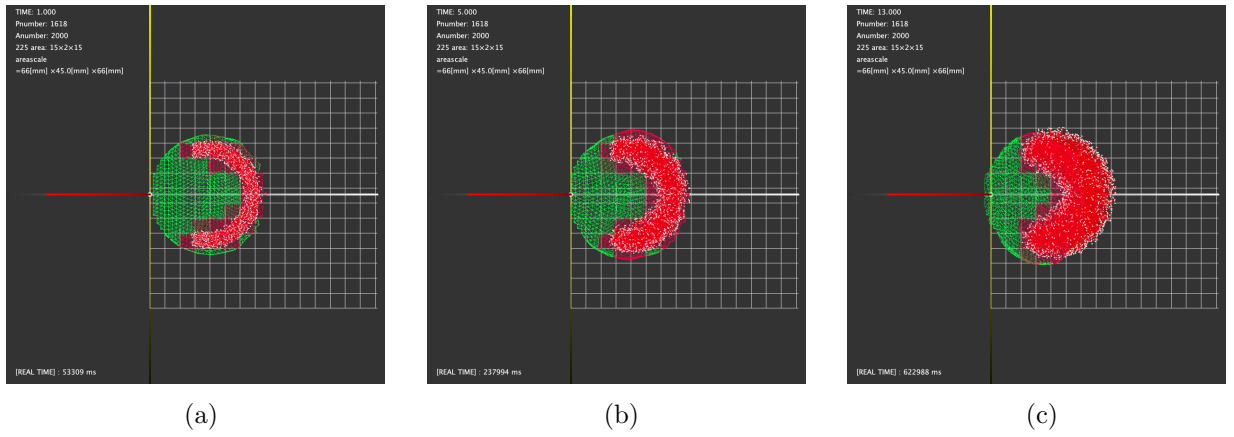 TIME: 1.000
Pnumber: 1618
Anumber: 2000
225 area: 15×2×15
areascale
=66[mm] ×45.0[mm] ×66[mm]
[REAL TIME] : 53309 ms
(a)
TIME: 5.000
Pnumber: 1618
Anumber: 2000
225 area: 15×2×15
areascale
=66[mm] ×45.0[mm] ×66[mm]
[REAL TIME] : 237994 ms
(b)
TIME: 13.000
Pnumber: 1618
Anumber: 2000
225 area: 15×2×15
areascale
=66[mm] ×45.0[mm] ×66[mm]
[REAL TIME] : 622988 ms
(c)